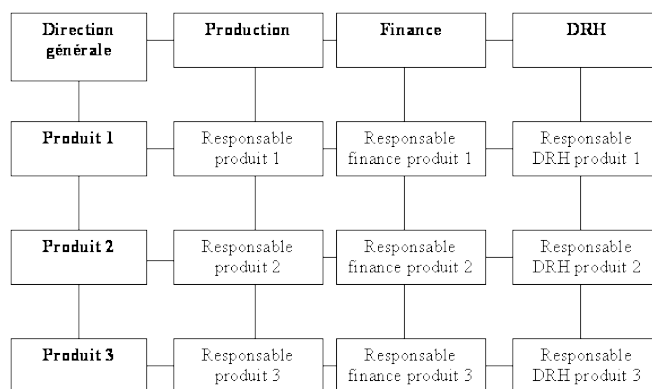 Direction
générale
Production
Finance
DRH
Produit 1
Responsable
produit 1
Responsable
finance produit 1
Responsable
DRH produit 1
Produit 2
Responsable
produit 2
Responsable
finance produit 2
Responsable
DRH produit 2
Produit 3
Responsable
produit 3
Responsable
finance produit 3
Responsable
DRH produit 3